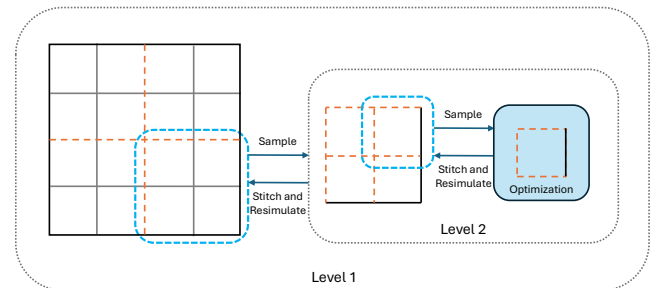 Sample
Stitch and
Resimulate
Sample
Stitch and
Resimulate
Optimization
Level 2
Level 1